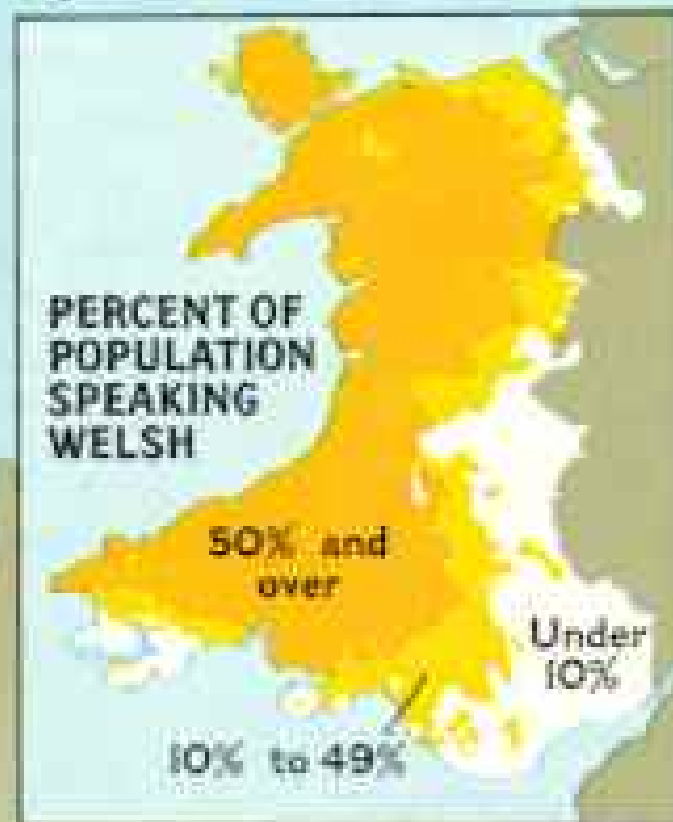 PERCENT OF
POPULATION
SPEAKING
WELSH
50% and
over
Under
10%
10% to 49%